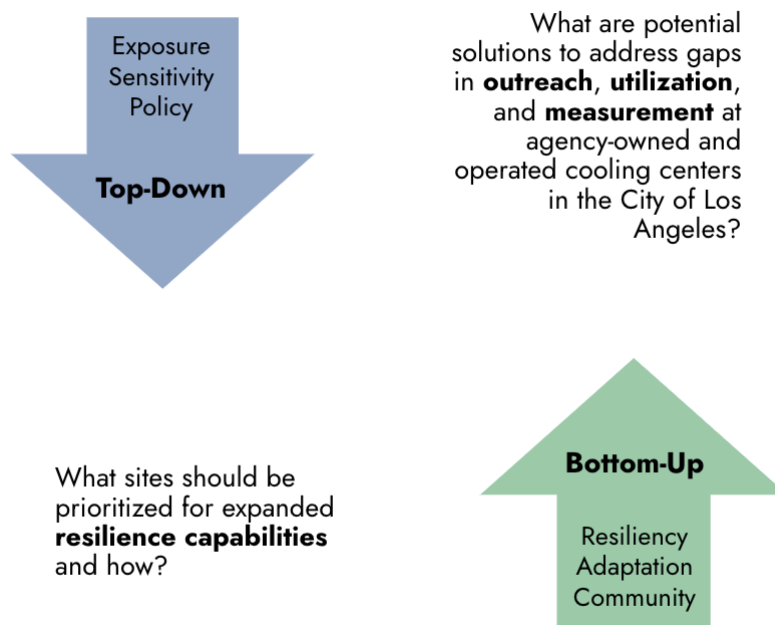 Exposure
Sensitivity
Policy
Top-Down
What are potential
solutions to address gaps
in outreach, utilization,
and measurement at
agency-owned and
operated cooling centers
in the City of Los
Angeles?
What sites should be
prioritized for expanded
resilience capabilities
and how?
Bottom-Up
Resiliency
Adaptation
Community